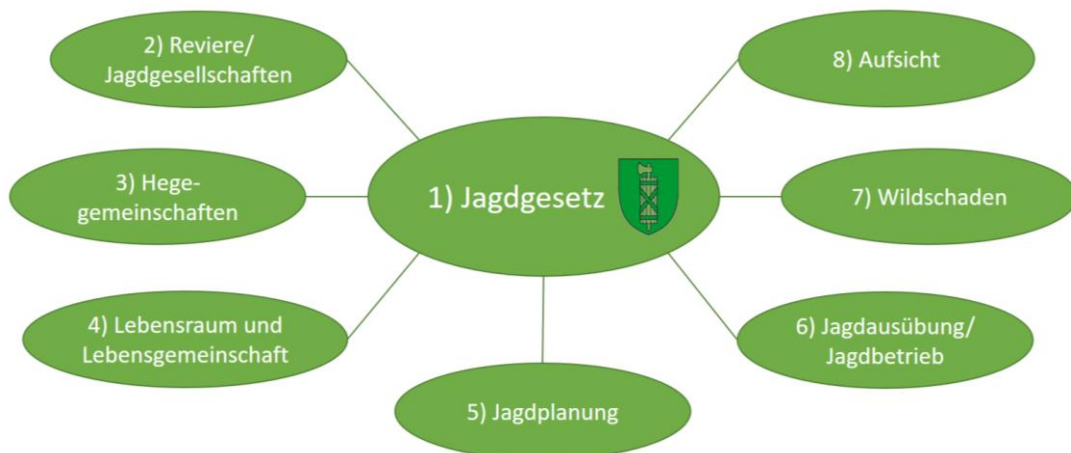 1) Jagdgesetz
2) Reviere/
Jagdgesellschaften
3) Hege-
gemeinschaften
4) Lebensraum und
Lebensgemeinschaft
5) Jagdplanung
6) Jagdausübung/
Jagdbetrieb
7) Wildschaden
8) Aufsicht